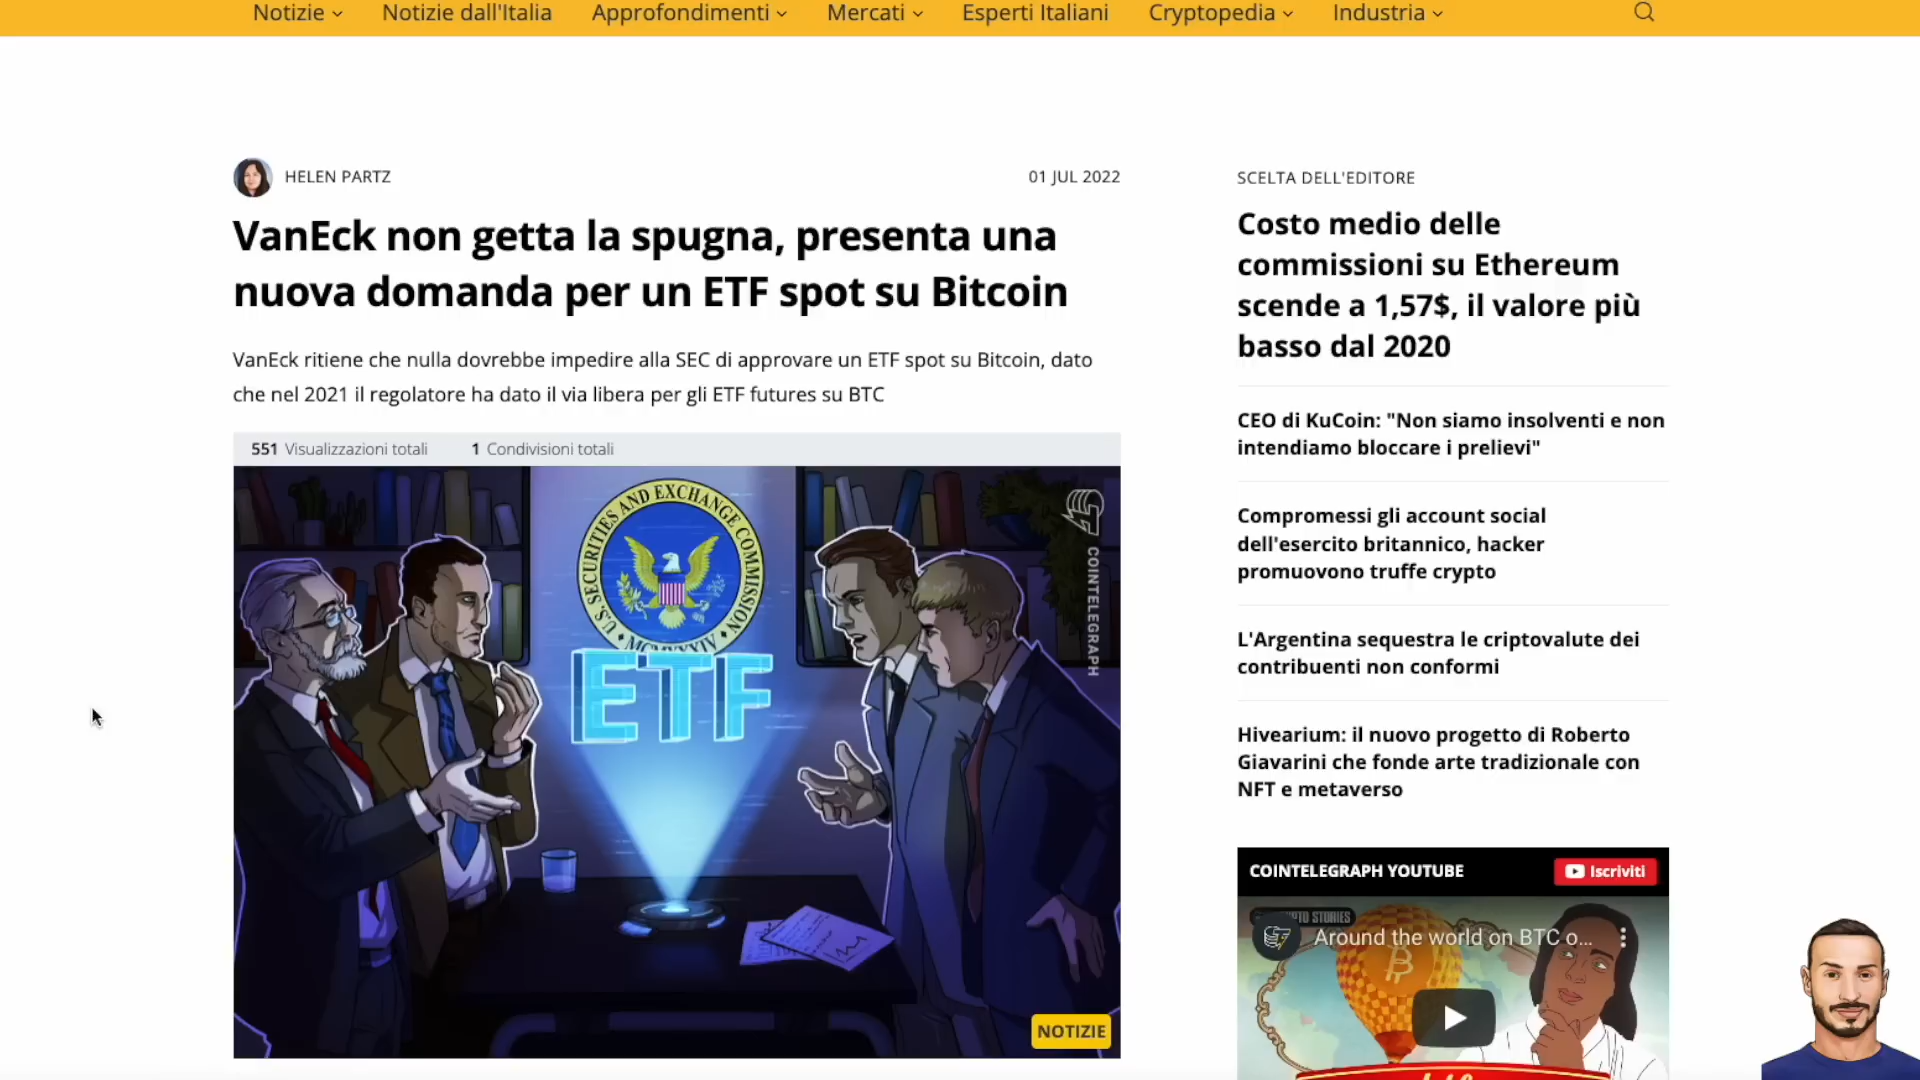 Notizie
Notizie dall'Italia
Approfondimenti
Mercati
Esperti Italiani
Cryptopedia
Industria
HELEN PARTZ
01 JUL 2022
VanEck non getta la spugna, presenta una
nuova domanda per un ETF spot su Bitcoin
VanEck ritiene che nulla dovrebbe impedire alla SEC di approvare un ETF spot su Bitcoin, dato
che nel 2021 il regolatore ha dato il via libera per gli ETF futures su BTC
551 Visualizzazioni totali
1 Condivisioni totali
U.S. SECURITIES AND EXCHANGE COMMISSION
MCMXXXIV
ETF
COINTELEGRAPH
NOTIZIE
SCELTA DELL'EDITORE
Costo medio delle
commissioni su Ethereum
scende a 1,57$, il valore più
basso dal 2020
CEO di KuCoin: "Non siamo insolventi e non
intendiamo bloccare i prelievi"
Compromessi gli account social
dell'esercito britannico, hacker
promuovono truffe crypto
L'Argentina sequestra le criptovalute dei
contribuenti non conformi
Hivearium: il nuovo progetto di Roberto
Giavarini che fonde arte tradizionale con
NFT e metaverso
COINTELEGRAPH YOUTUBE
Iscriviti
STORIES
Around the world on BTC o...